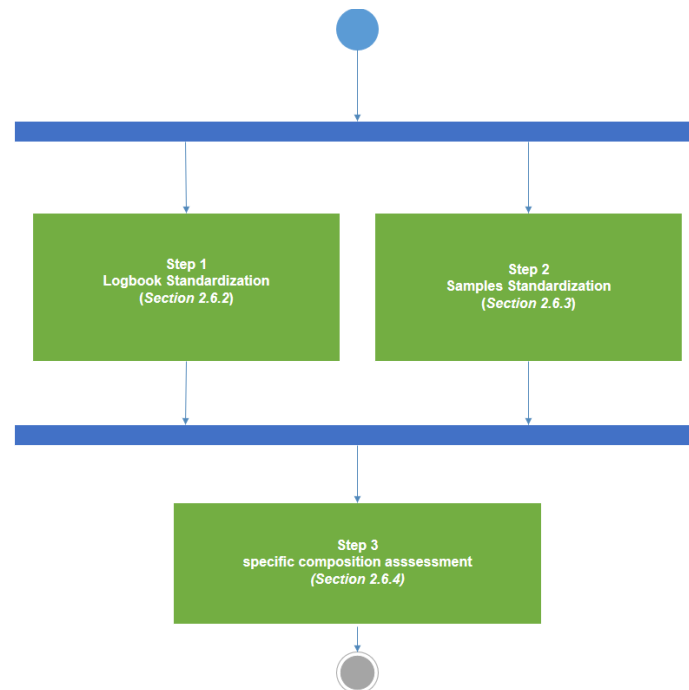 Step 1
Logbook Standardization
(Section 2.6.2)
Step 2
Samples Standardization
(Section 2.6.3)
Step 3
specific composition asssessment
(Section 2.6.4)